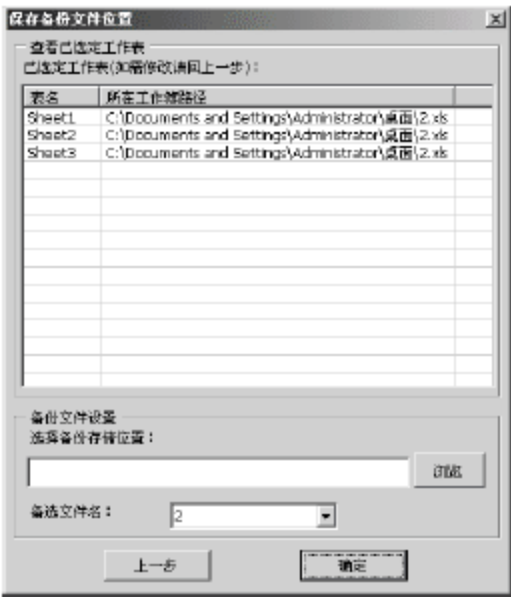 保存备份文件位置
查看已选定工作表
已选定工作表(如需修改请回上一步):
表名 所在工作簿路径
Sheet1 C:\Documents and Settings\Administrator\桌面\2.xls
Sheet2 C:\Documents and Settings\Administrator\桌面\2.xls
Sheet3 C:\Documents and Settings\Administrator\桌面\2.xls
备份文件设置
选择备份存储位置:
浏览
备选文件名: 2
上一步 确定